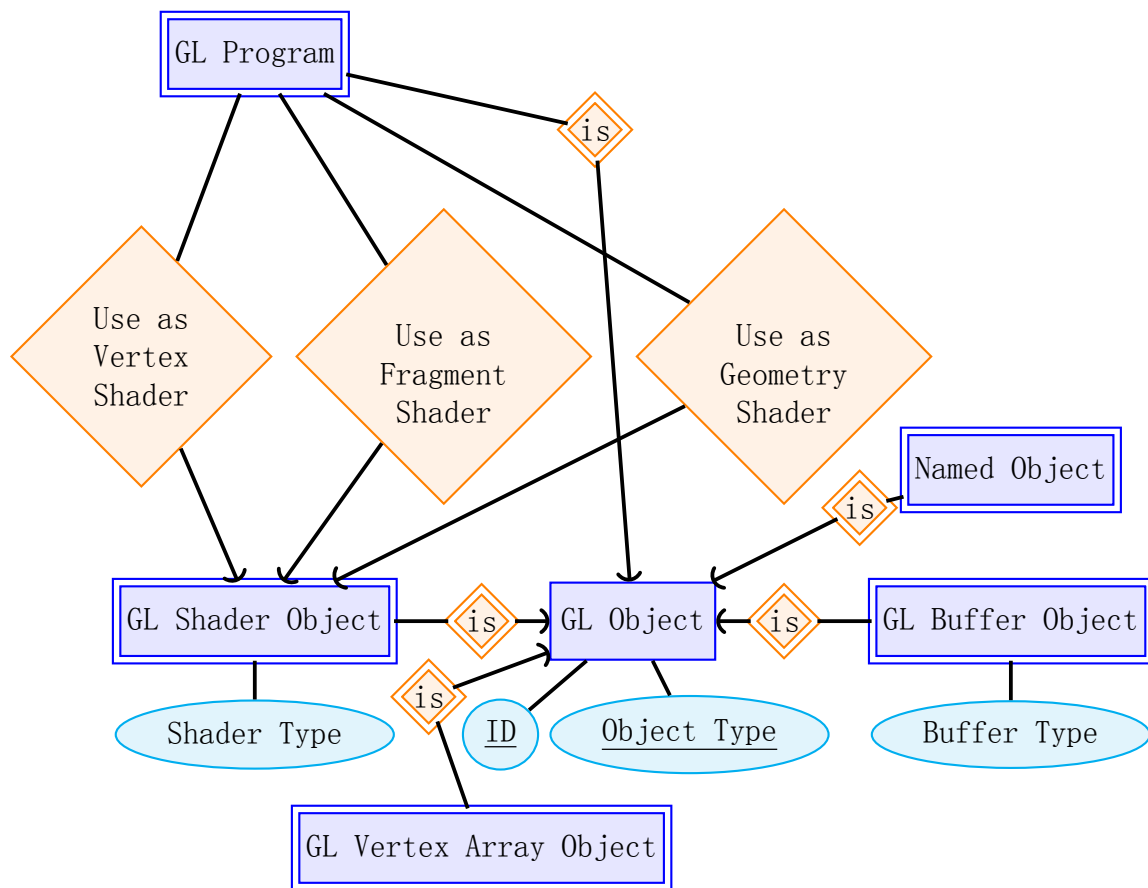 GL Program
is
Use as
Vertex
Shader
Use as
Fragment
Shader
Use as
Geometry
Shader
Named Object
is
GL Shader Object
is
GL Object
is
GL Buffer Object
is
Shader Type
ID
Object Type
Buffer Type
GL Vertex Array Object